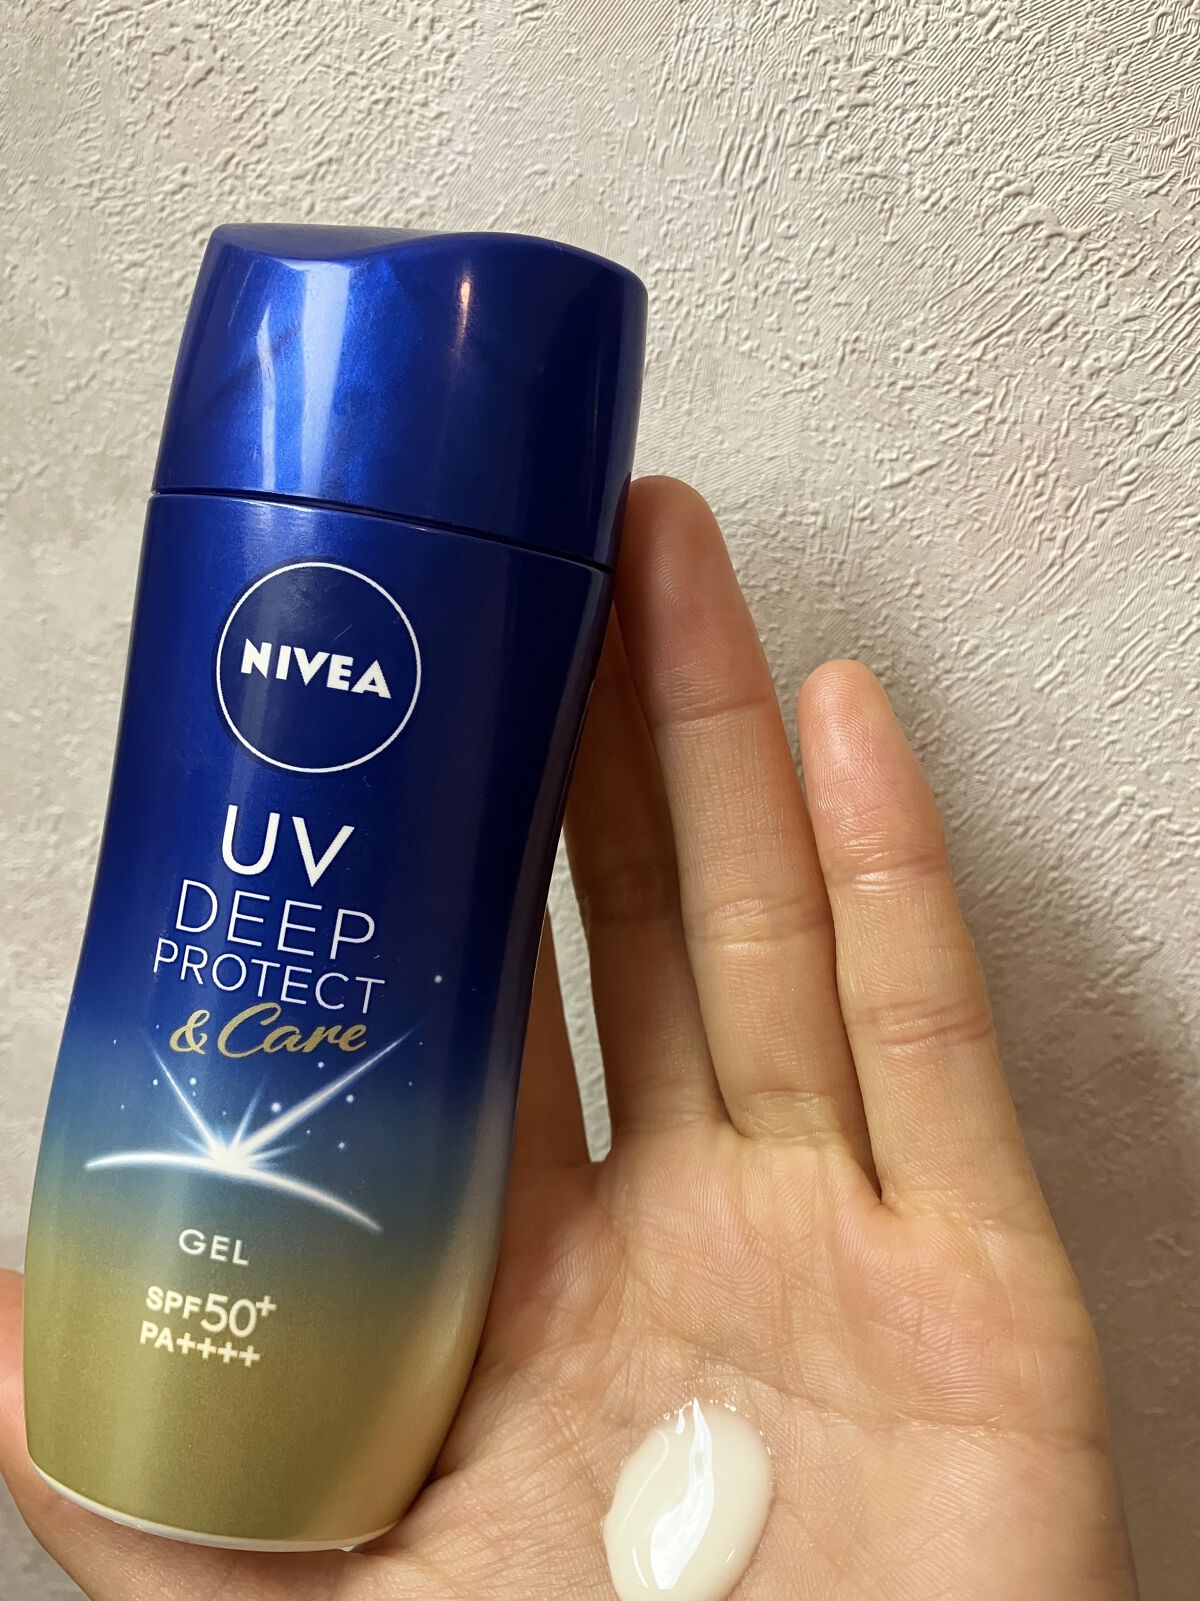 NIVEA
UV
DEEP
PROTECT
& Care
GEL
SPF50+
PA++++